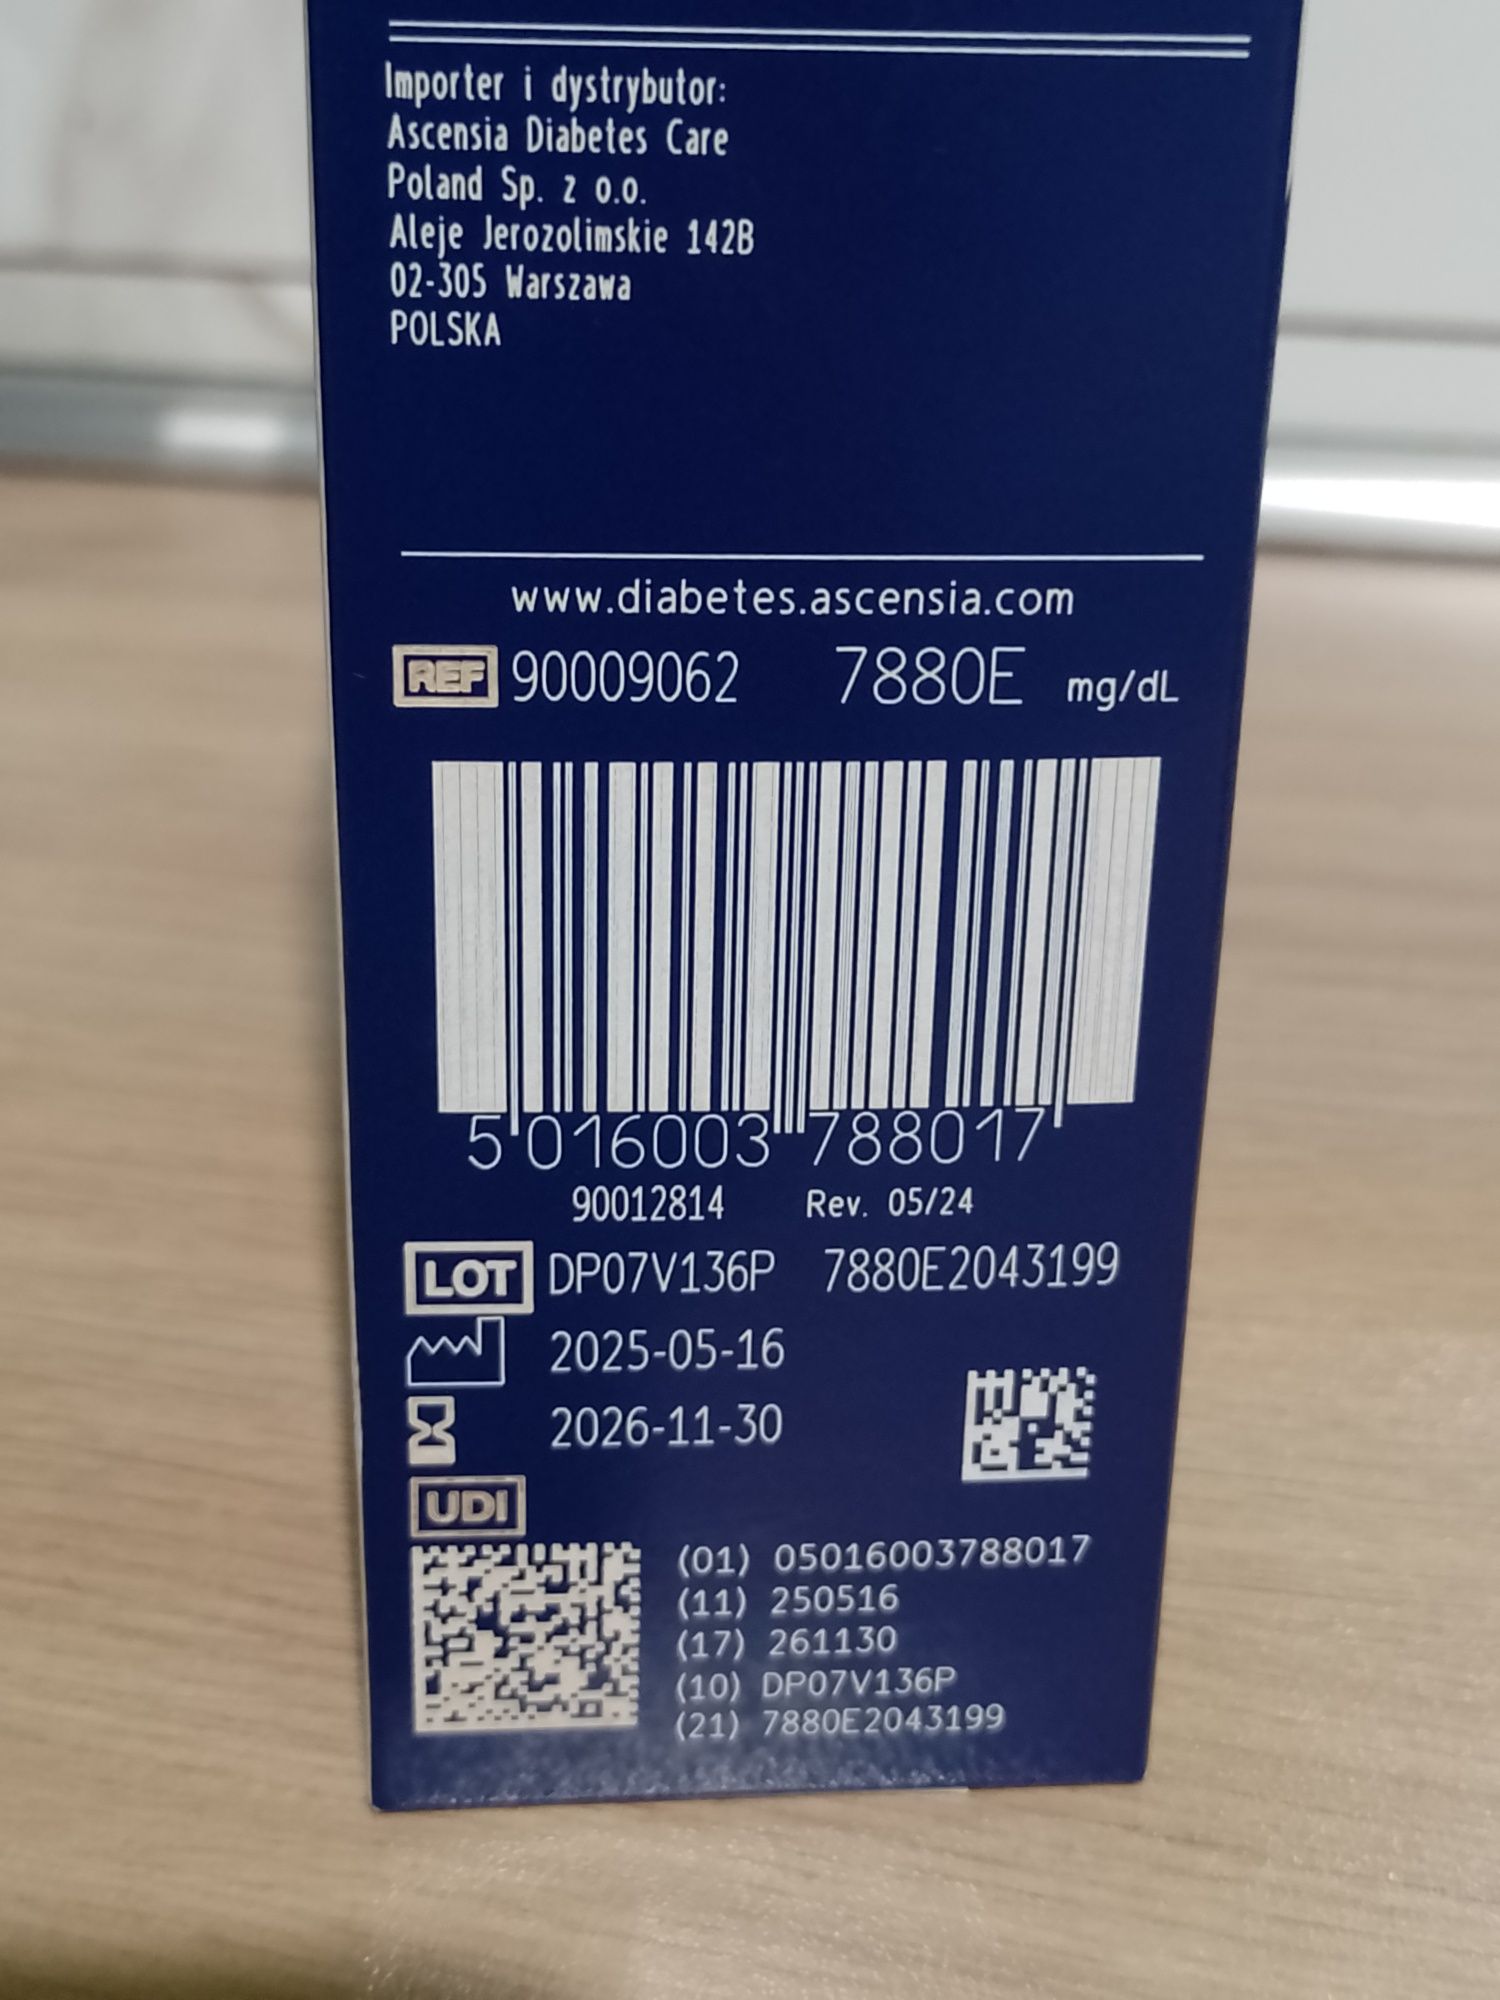 Importer i dystrybutor:
Ascensia Diabetes Care
Poland Sp. z o.o.
Aleje Jerozolimskie 142B
02-305 Warszawa
POLSKA
www.diabetes.ascensia.com
REF 90009062 7880E mg/dL
5 016003 788017
90012814 Rev. 05/24
LOT DP07V136P 7880E2043199
2025-05-16
2026-11-30
UDI
(01) 05016003788017
(11) 250516
(17) 261130
(10) DP07V136P
(21) 7880E2043199